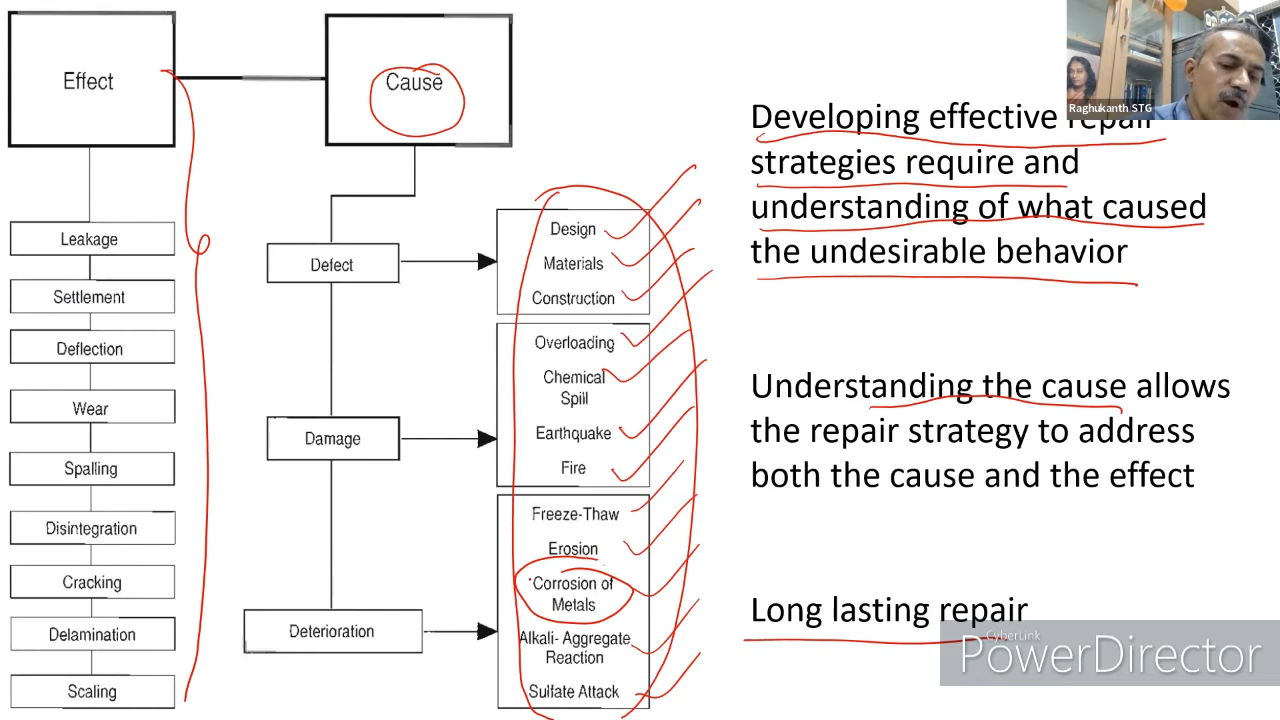 Effect
Cause
Leakage
Settlement
Deflection
Wear
Spalling
Disintegration
Cracking
Delamination
Scaling
Defect
Design
Materials
Construction
Damage
Overloading
Chemical
Spill
Earthquake
Fire
Deterioration
Freeze-Thaw
Erosion
Corrosion of
Metals
Alkali- Aggregate
Reaction
Sulfate Attack
Raghukanth STG
Developing effective repair
strategies require and
understanding of what caused
the undesirable behavior
Understanding the cause allows
the repair strategy to address
both the cause and the effect
Long lasting repair
CyberLink
PowerDirector